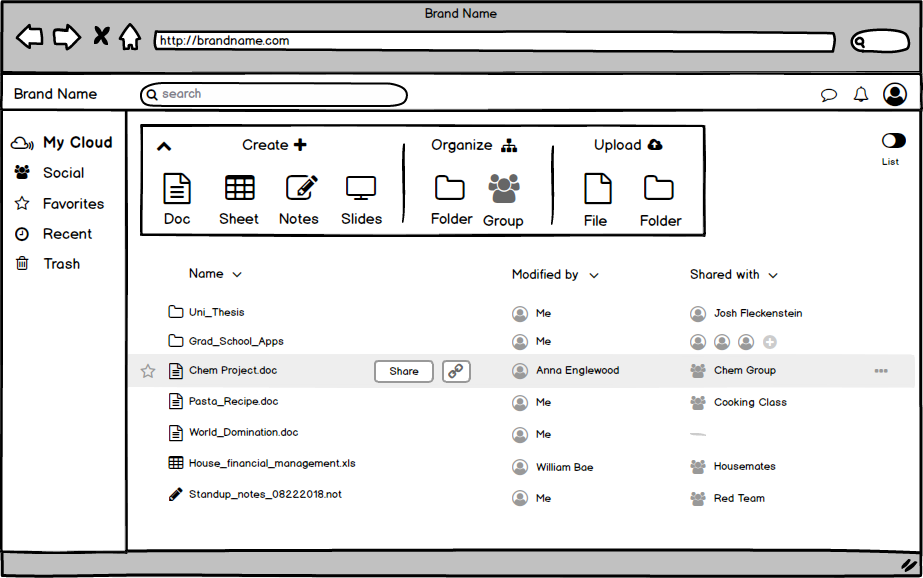 Brand Name
http://brandname.com
Brand Name
search
My Cloud
Social
Favorites
Recent
Trash
Create
Organize
Upload
Doc
Sheet
Notes
Slides
Folder
Group
File
Folder
List
Name
Modified by
Shared with
Uni_Thesis
Me
Josh Fleckenstein
Grad_School_Apps
Me
Chem Project.doc
Share
Anna Englewood
Chem Group
Pasta_Recipe.doc
Me
Cooking Class
World_Domination.doc
Me
House_financial_management.xls
William Bae
Housemates
Standup_notes_08222018.not
Me
Red Team